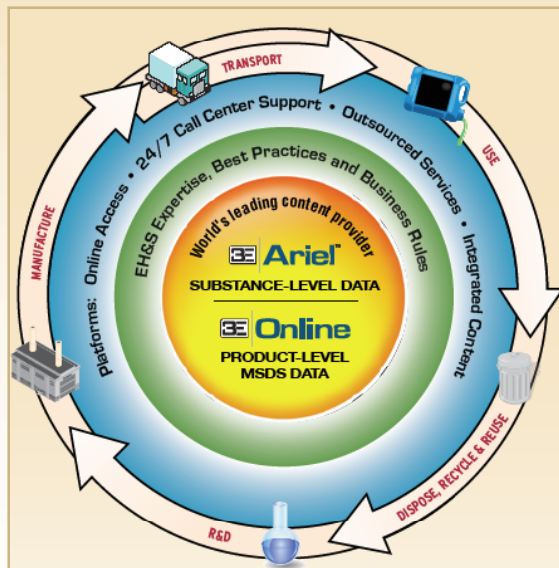 TRANSPORT
USE
DISPOSE, RECYCLE & REUSE
R&D
MANUFACTURE
Platforms: Online Access • 24/7 Call Center Support • Outsourced Services • Integrated Content
EH&S Expertise, Best Practices and Business Rules
World's leading content provider
3E Ariel™
SUBSTANCE-LEVEL DATA
3E Online
PRODUCT-LEVEL
MSDS DATA